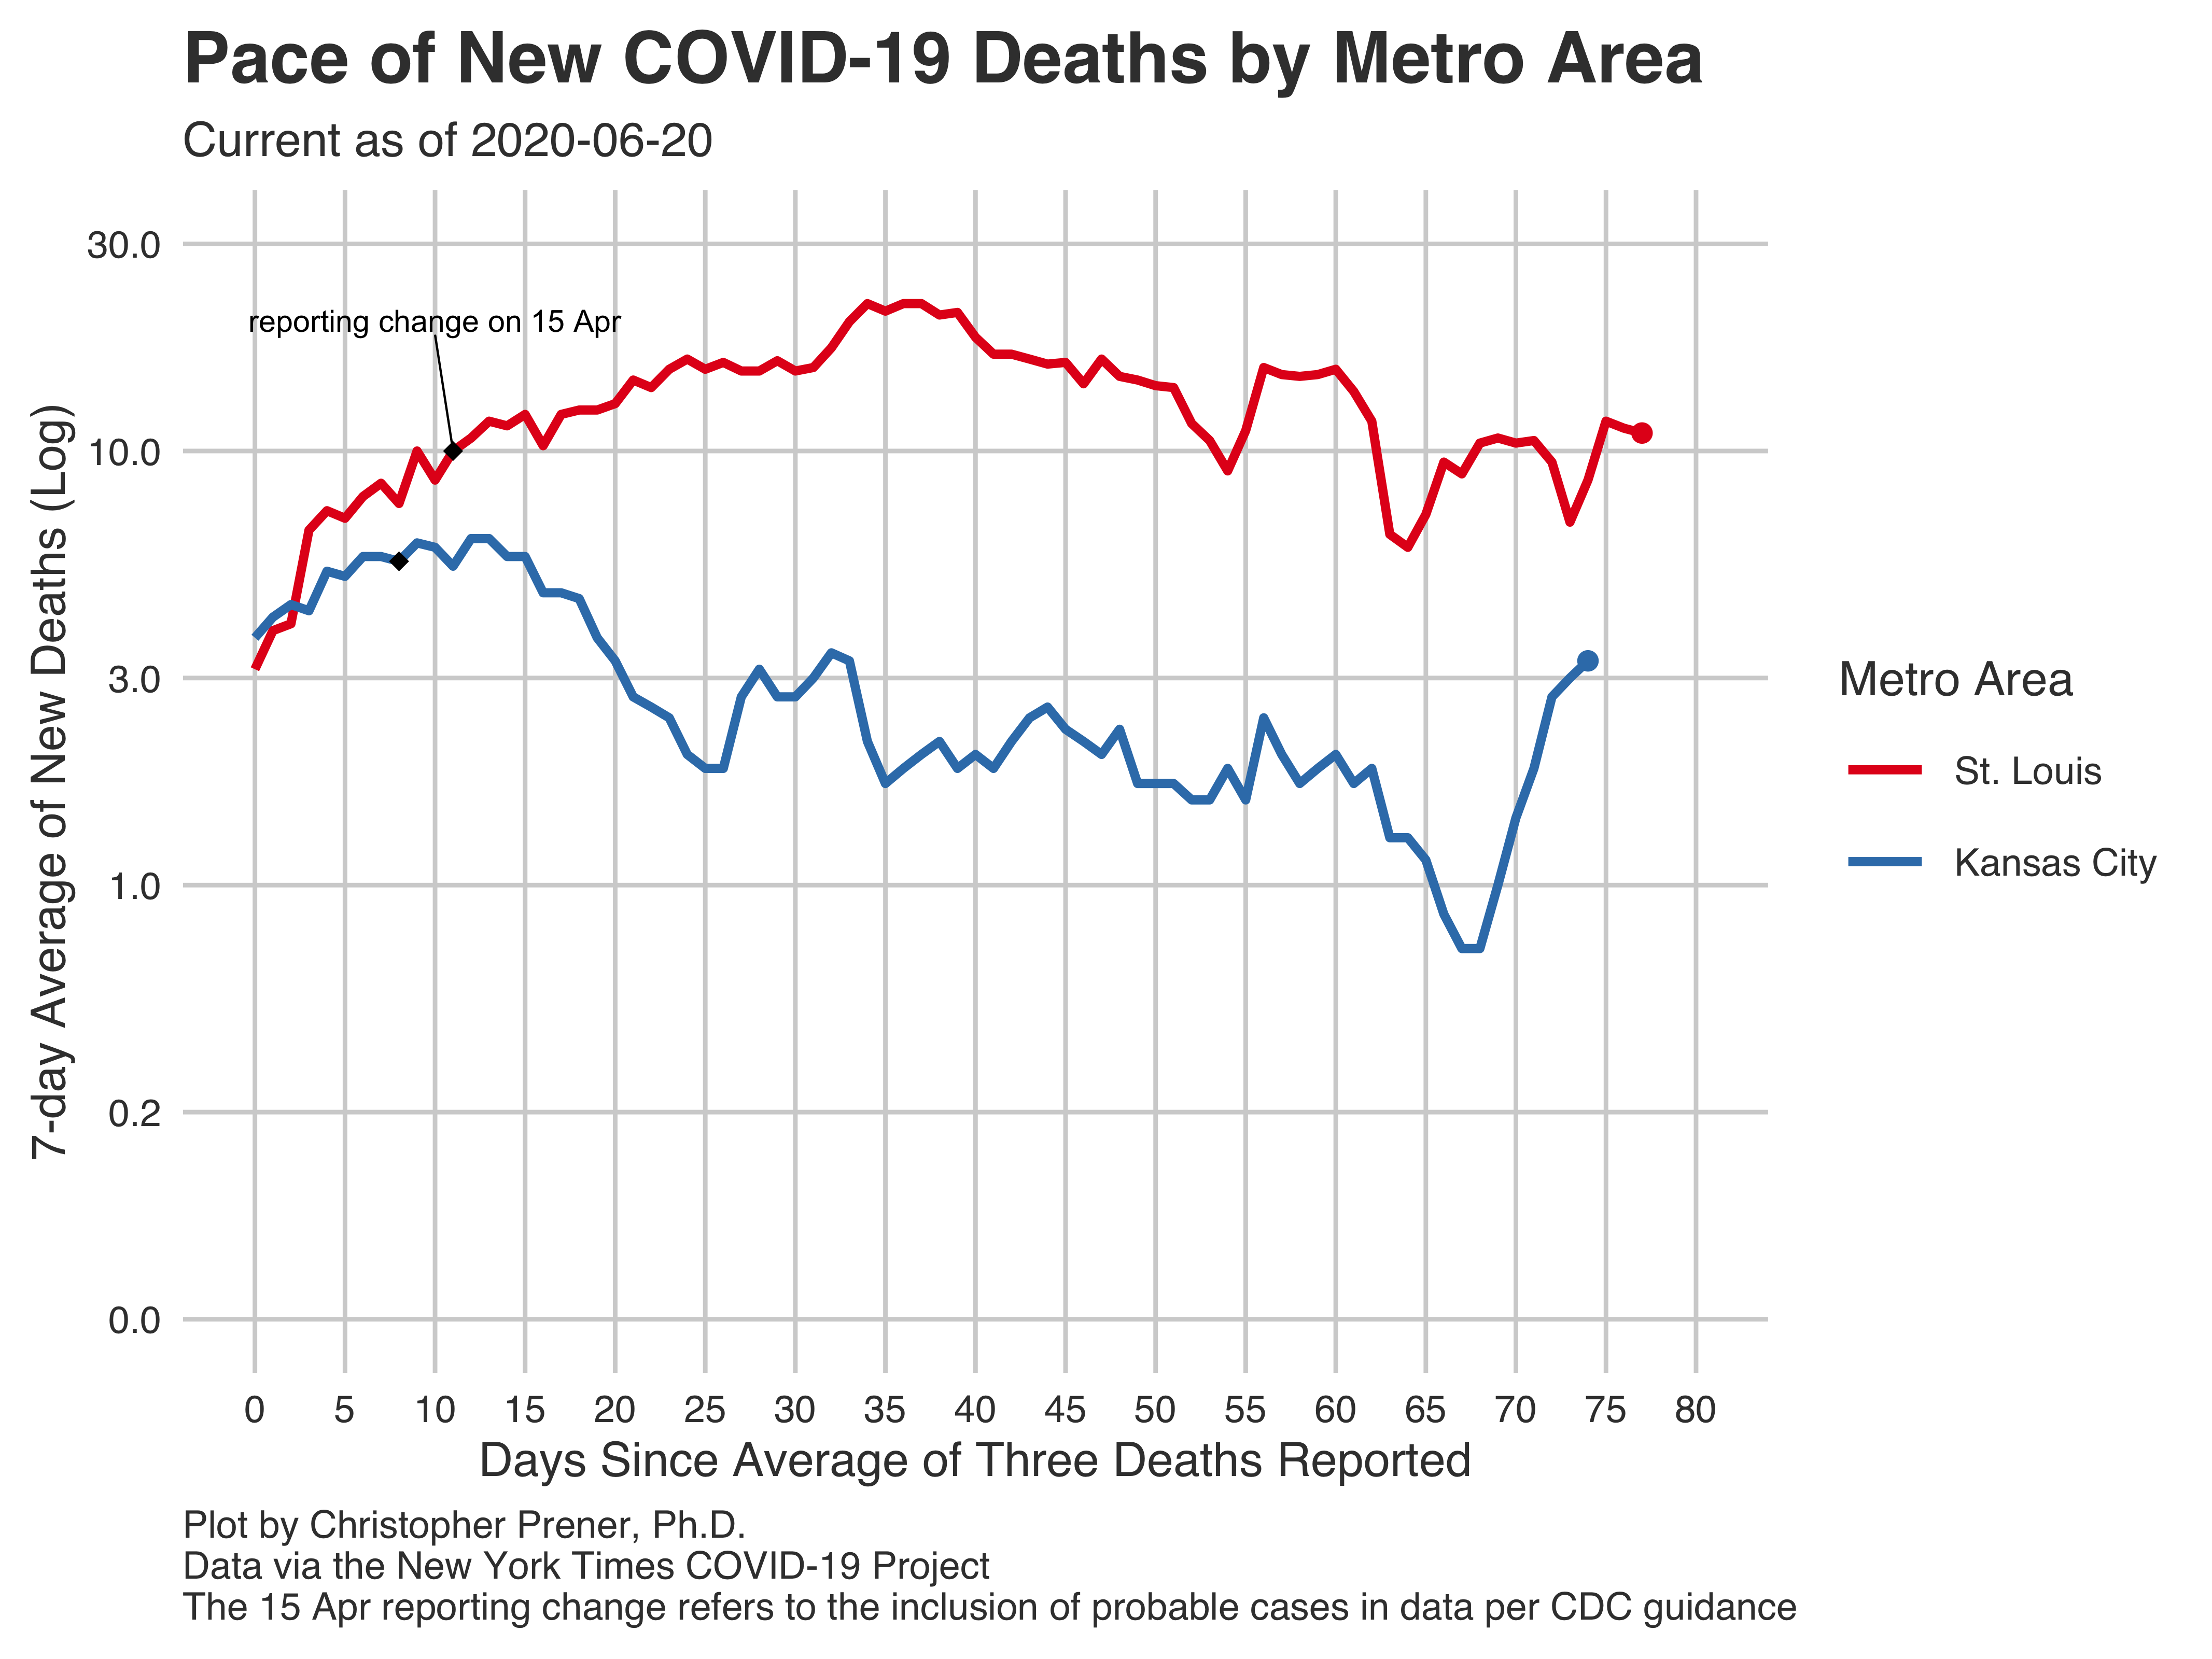 Pace of New COVID-19 Deaths by Metro Area
Current as of 2020-06-20
7-day Average of New Deaths (Log)
30.0
10.0
3.0
1.0
0.2
0.0
reporting change on 15 Apr
0 5 10 15 20 25 30 35 40 45 50 55 60 65 70 75 80
Days Since Average of Three Deaths Reported
Metro Area
St. Louis
Kansas City
Plot by Christopher Prener, Ph.D.
Data via the New York Times COVID-19 Project
The 15 Apr reporting change refers to the inclusion of probable cases in data per CDC guidance